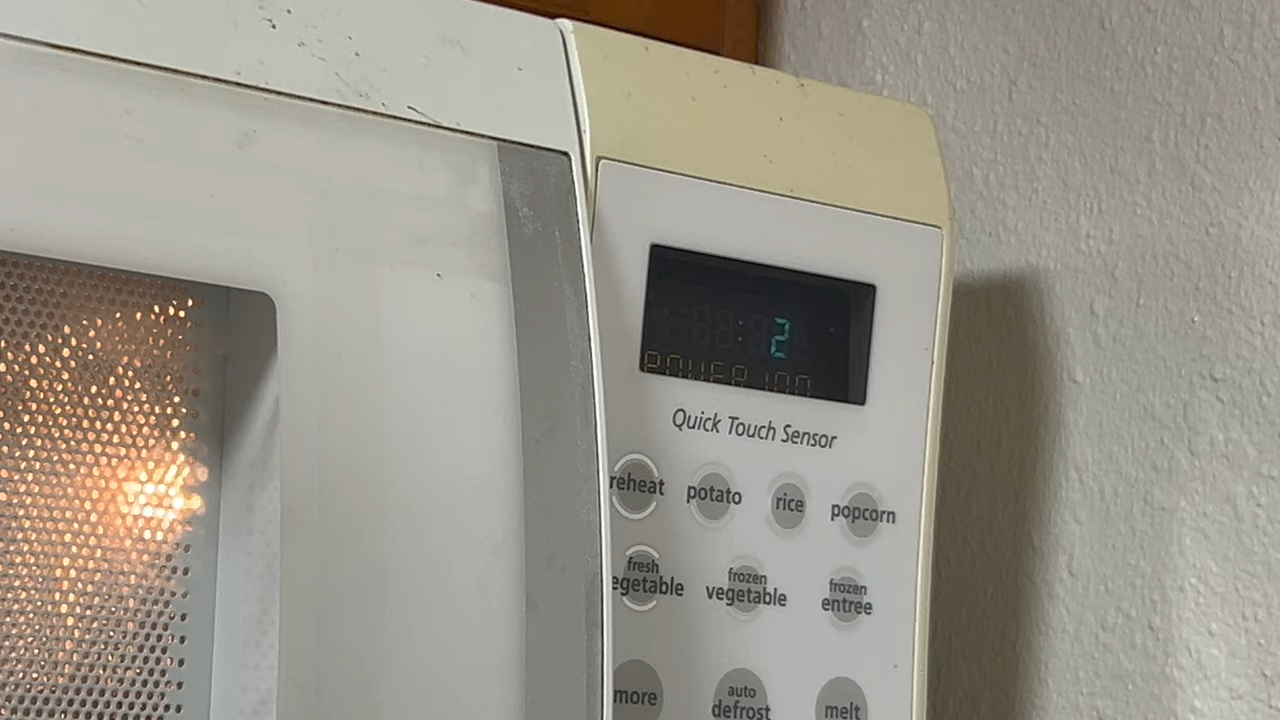 2
POWER 100
Quick Touch Sensor
reheat potato rice popcorn
fresh
egetable
frozen
vegetable
frozen
entree
more
auto
defrost
melt